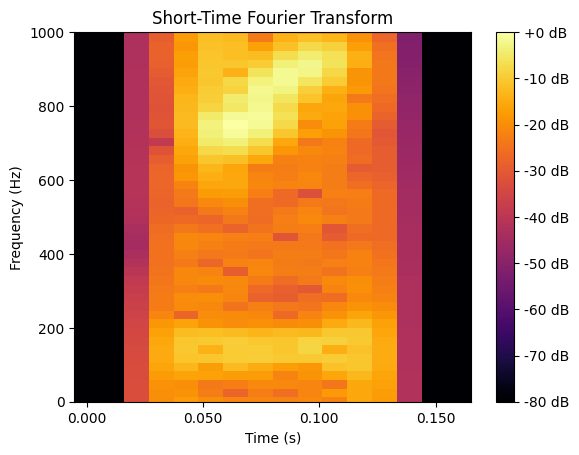 Short-Time Fourier Transform
1000
800
600
400
200
0
Frequency (Hz)
0.000
0.050
0.100
0.150
Time (s)
+0 dB
-10 dB
-20 dB
-30 dB
-40 dB
-50 dB
-60 dB
-70 dB
-80 dB